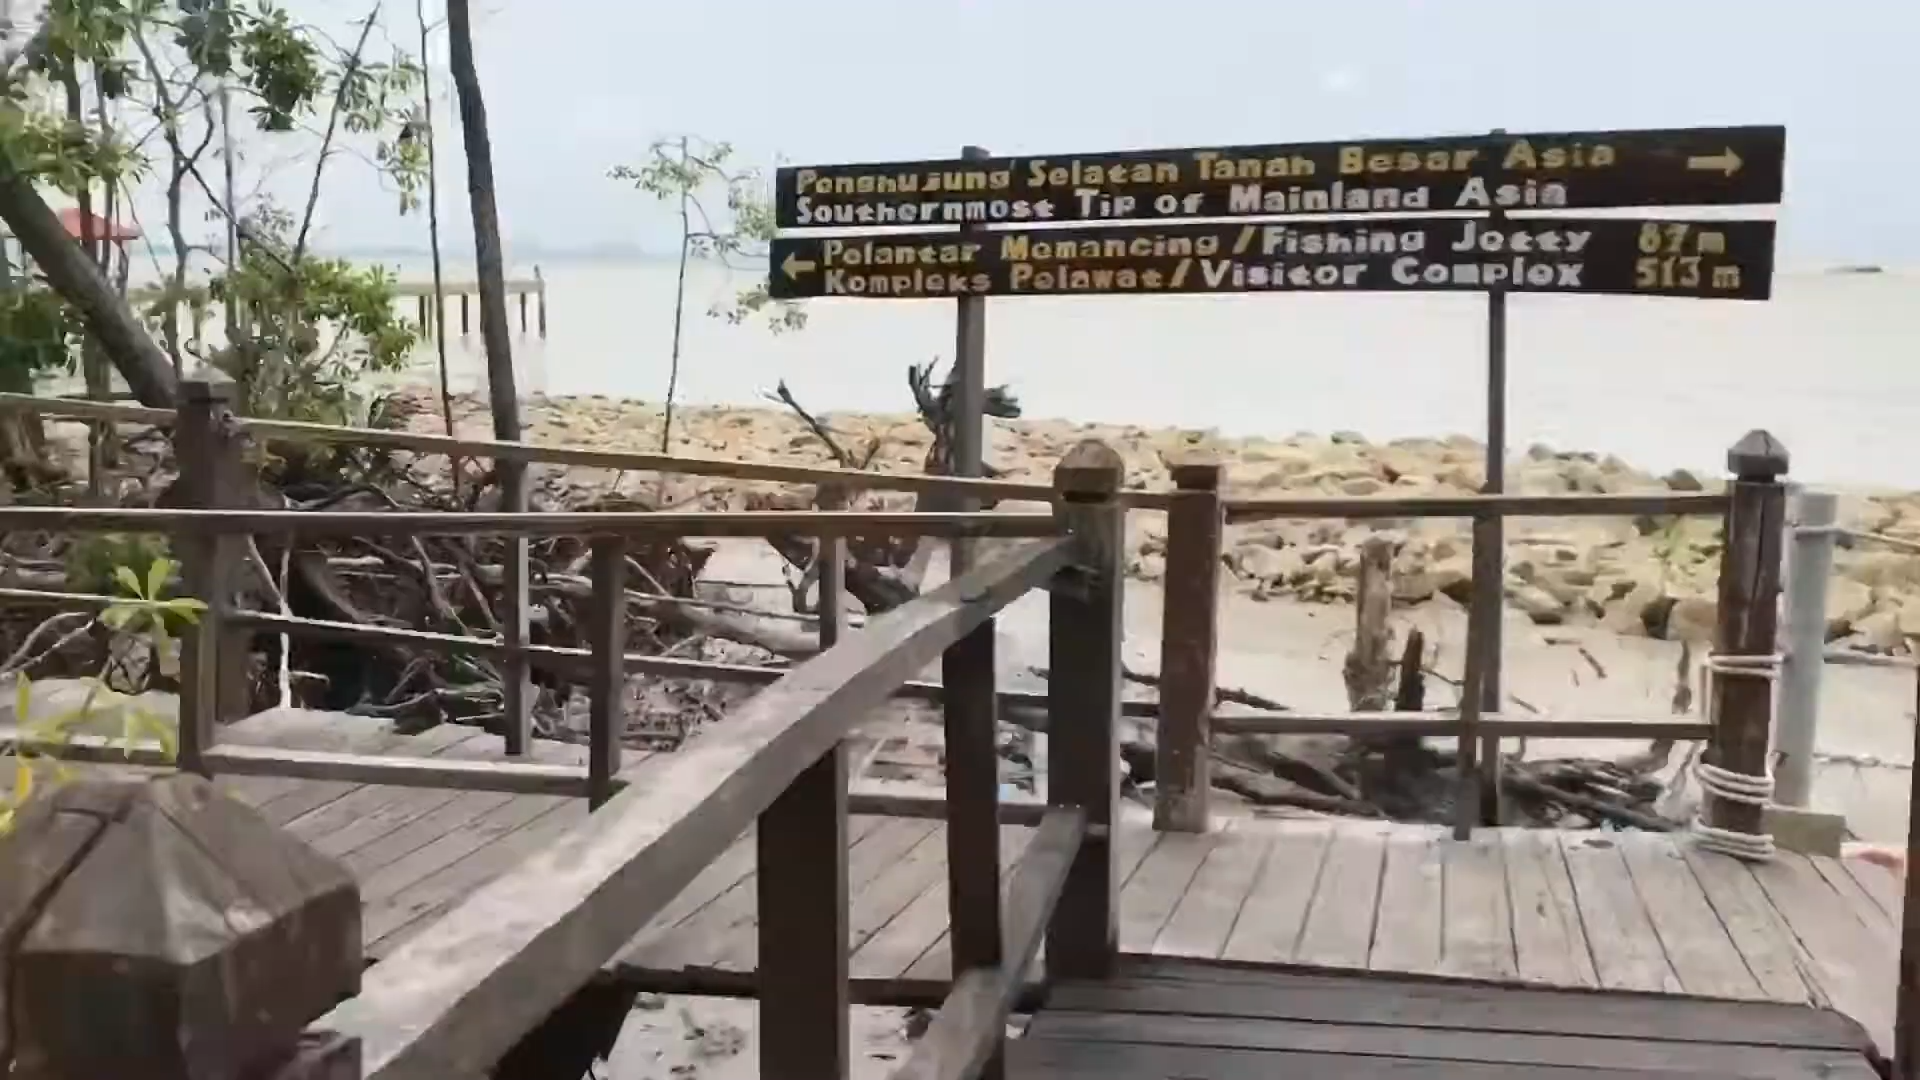 Penghujung Selatan Tanah Besar Asia →
Southernmost Tip of Mainland Asia
← Pelantar Memancing / Fishing Jetty 87 m
Kompleks Pelawat / Visitor Complex 513 m